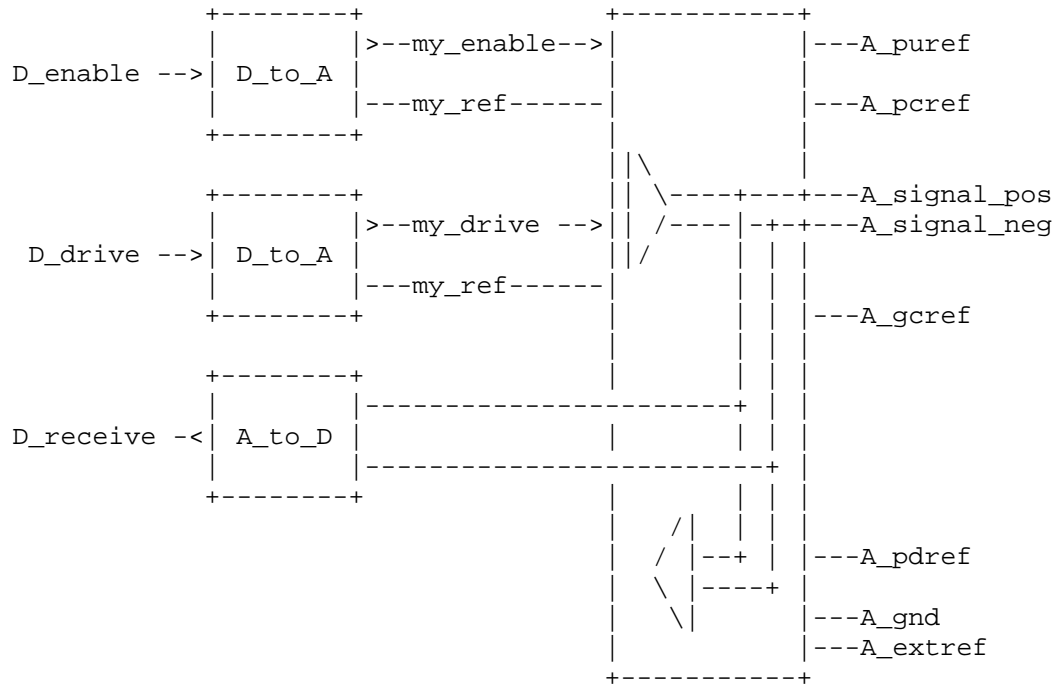 my_enable A_puref
D_enable D_to_A
my_ref A_pcref
A_signal_pos
my_drive A_signal_neg
D_drive D_to_A
my_ref
A_gcref
D_receive A_to_D
A_pdref
A_gnd
A_extref